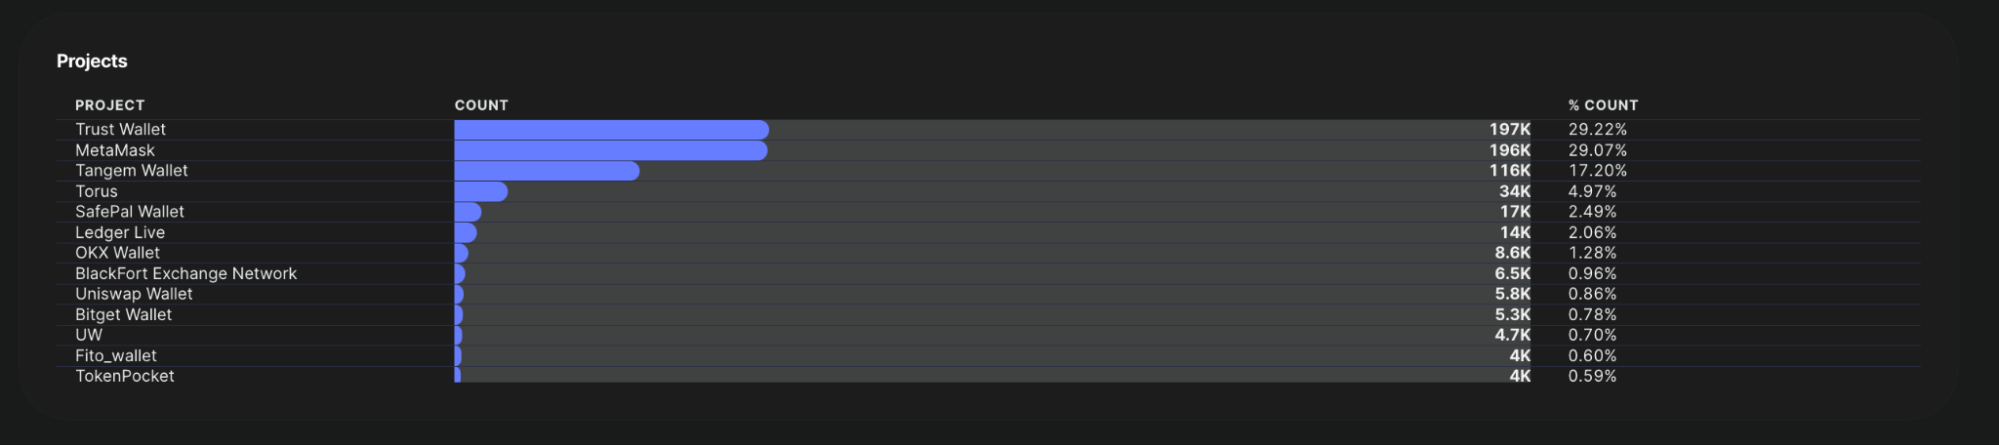 Projects
PROJECT COUNT % COUNT
Trust Wallet 197K 29.22%
MetaMask 196K 29.07%
Tangem Wallet 116K 17.20%
Torus 34K 4.97%
SafePal Wallet 17K 2.49%
Ledger Live 14K 2.06%
OKX Wallet 8.6K 1.28%
BlackFort Exchange Network 6.5K 0.96%
Uniswap Wallet 5.8K 0.86%
Bitget Wallet 5.3K 0.78%
UW 4.7K 0.70%
Fito_wallet 4K 0.60%
TokenPocket 4K 0.59%